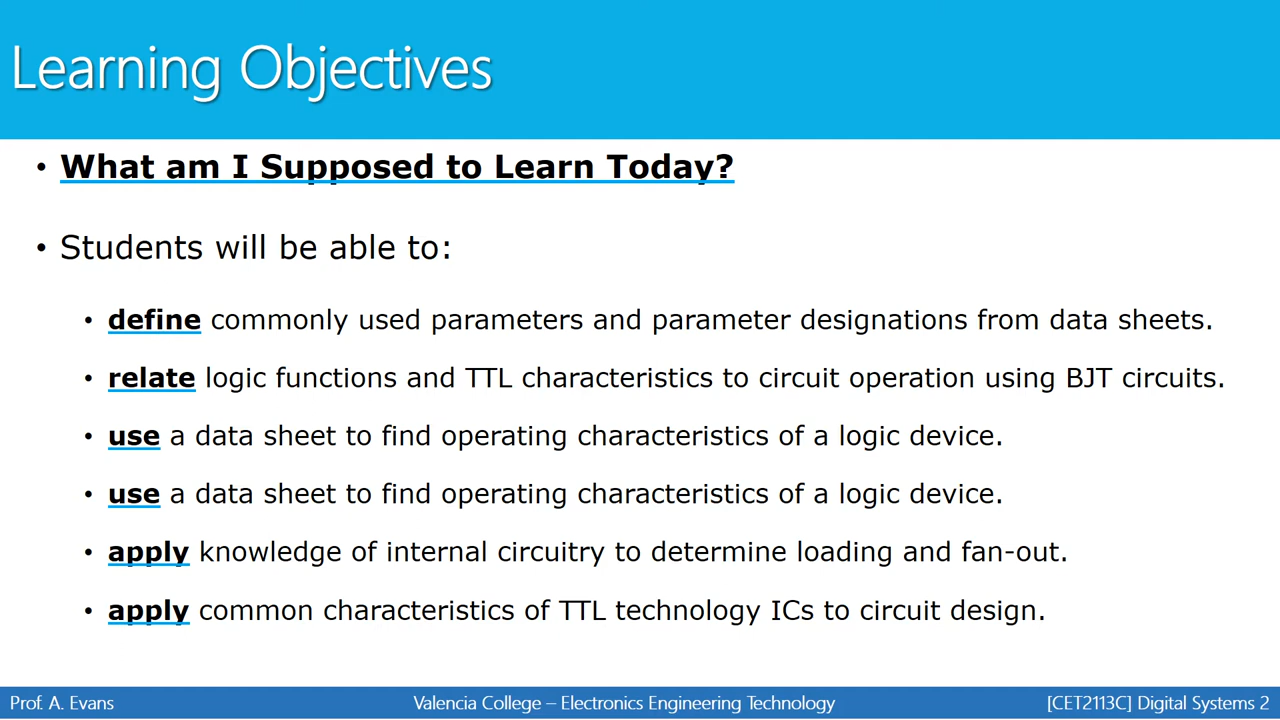 Learning Objectives
• What am I Supposed to Learn Today?
• Students will be able to:
• define commonly used parameters and parameter designations from data sheets.
• relate logic functions and TTL characteristics to circuit operation using BJT circuits.
• use a data sheet to find operating characteristics of a logic device.
• use a data sheet to find operating characteristics of a logic device.
• apply knowledge of internal circuitry to determine loading and fan-out.
• apply common characteristics of TTL technology ICs to circuit design.
Prof. A. Evans Valencia College – Electronics Engineering Technology [CET2113C] Digital Systems 2